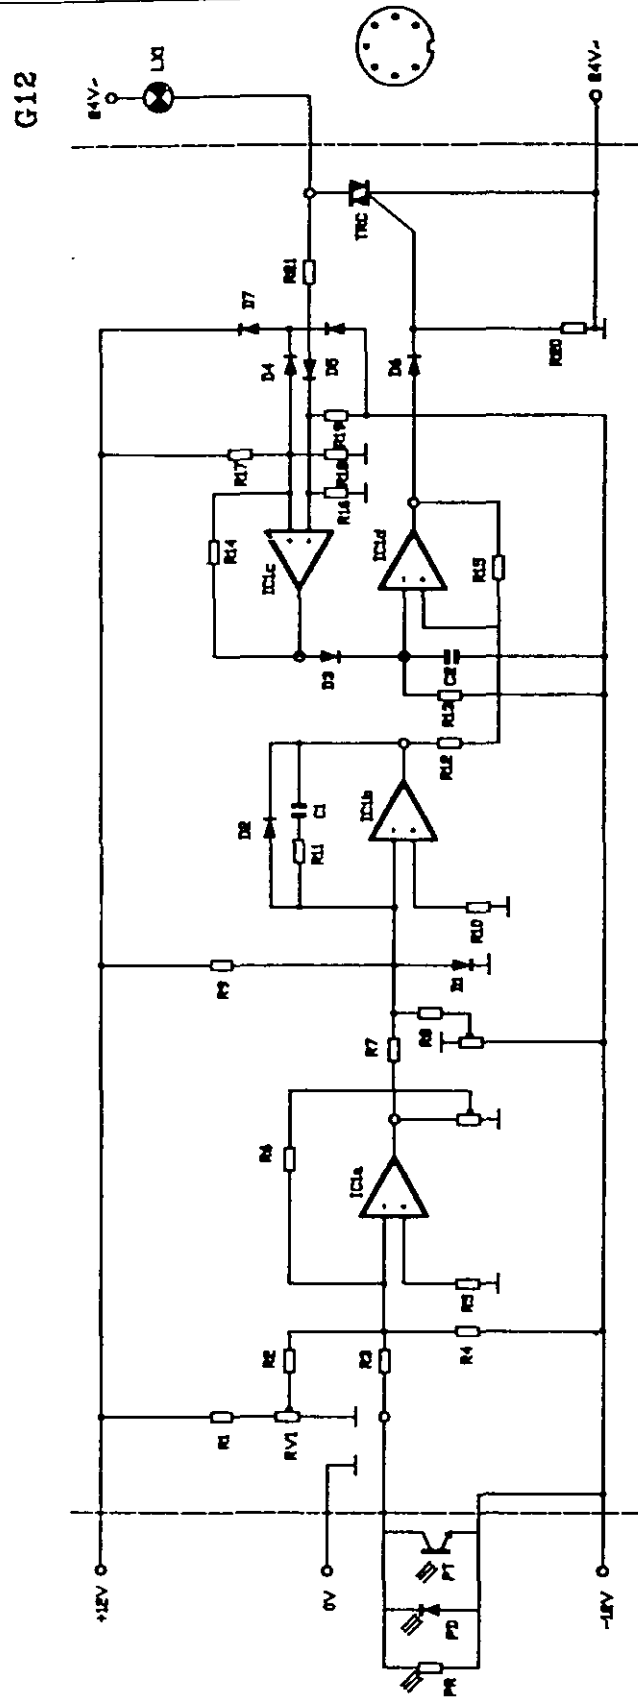 G12
24V~
LX1
24V~
TRC
R21
D7
D4
D5
D6
R20
R17
R19
R18
R16
R14
IC1c
IC1d
R15
D3
C2
R13
R12
D2
C1
R11
IC1b
R10
R9
D1
R7
R8
R6
IC1a
R5
R2
R3
R4
R1
RV1
+12V
0V
-12V
PT
PD
PR